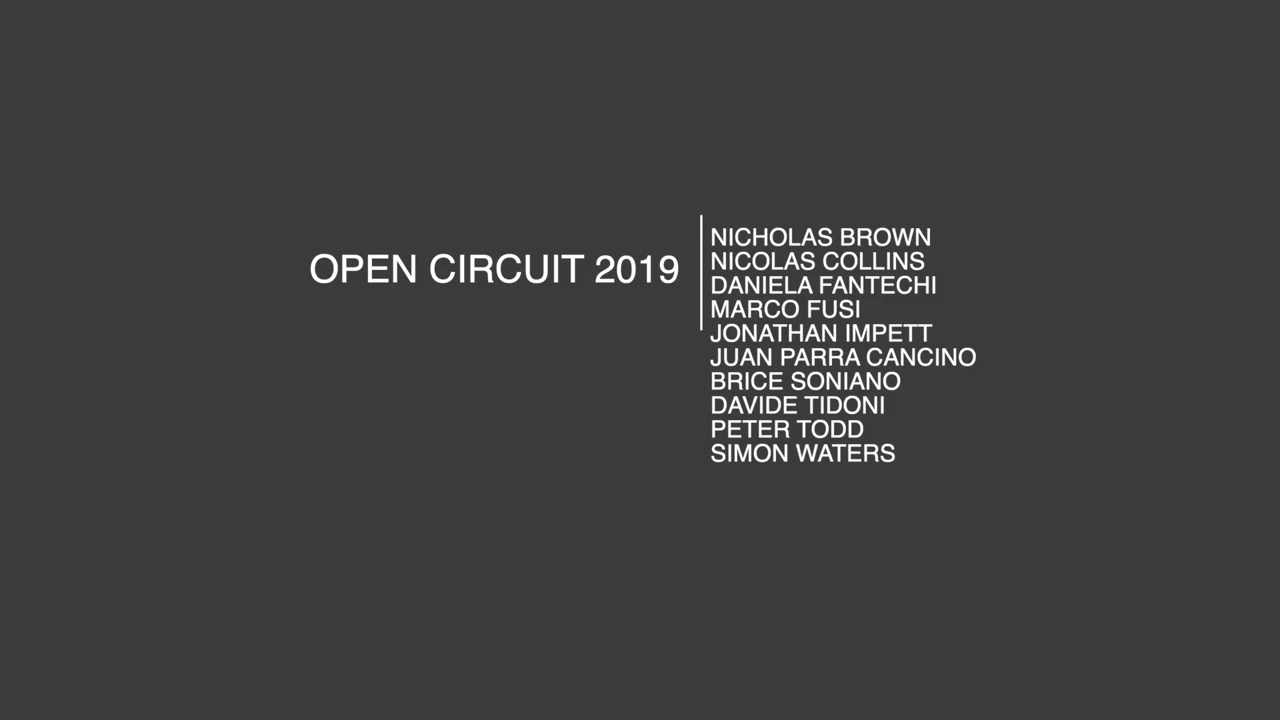 OPEN CIRCUIT 2019
NICHOLAS BROWN
NICOLAS COLLINS
DANIELA FANTECHI
MARCO FUSI
JONATHAN IMPETT
JUAN PARRA CANCINO
BRICE SONIANO
DAVIDE TIDONI
PETER TODD
SIMON WATERS